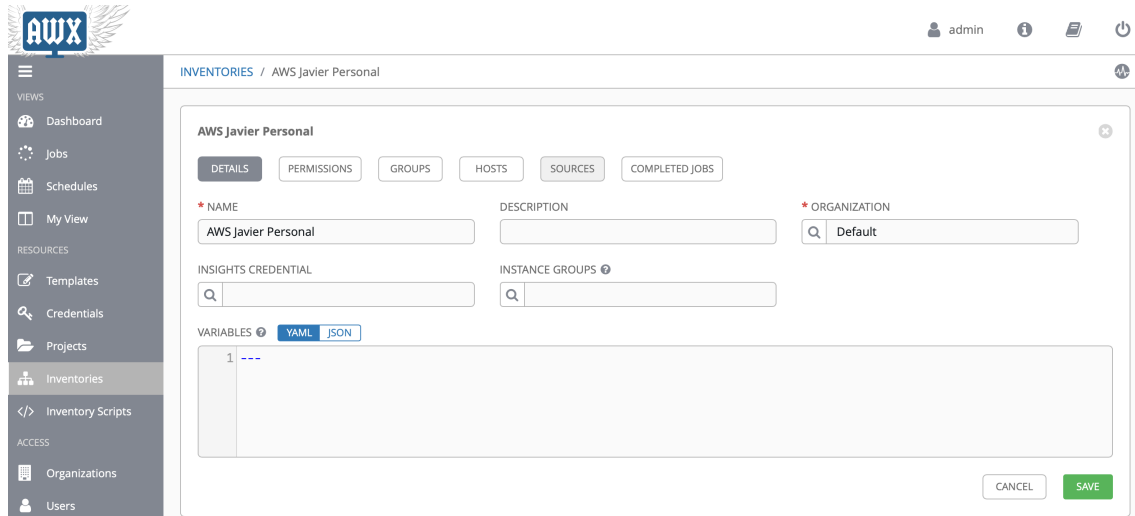 AWX
admin
INVENTORIES / AWS Javier Personal
VIEWS
Dashboard
Jobs
Schedules
My View
RESOURCES
Templates
Credentials
Projects
Inventories
Inventory Scripts
ACCESS
Organizations
Users
AWS Javier Personal
DETAILS PERMISSIONS GROUPS HOSTS SOURCES COMPLETED JOBS
* NAME DESCRIPTION * ORGANIZATION
AWS Javier Personal Default
INSIGHTS CREDENTIAL INSTANCE GROUPS
VARIABLES YAML JSON
1 ---
CANCEL SAVE